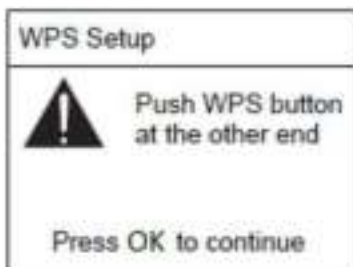 WPS Setup
Push WPS button
at the other end
Press OK to continue